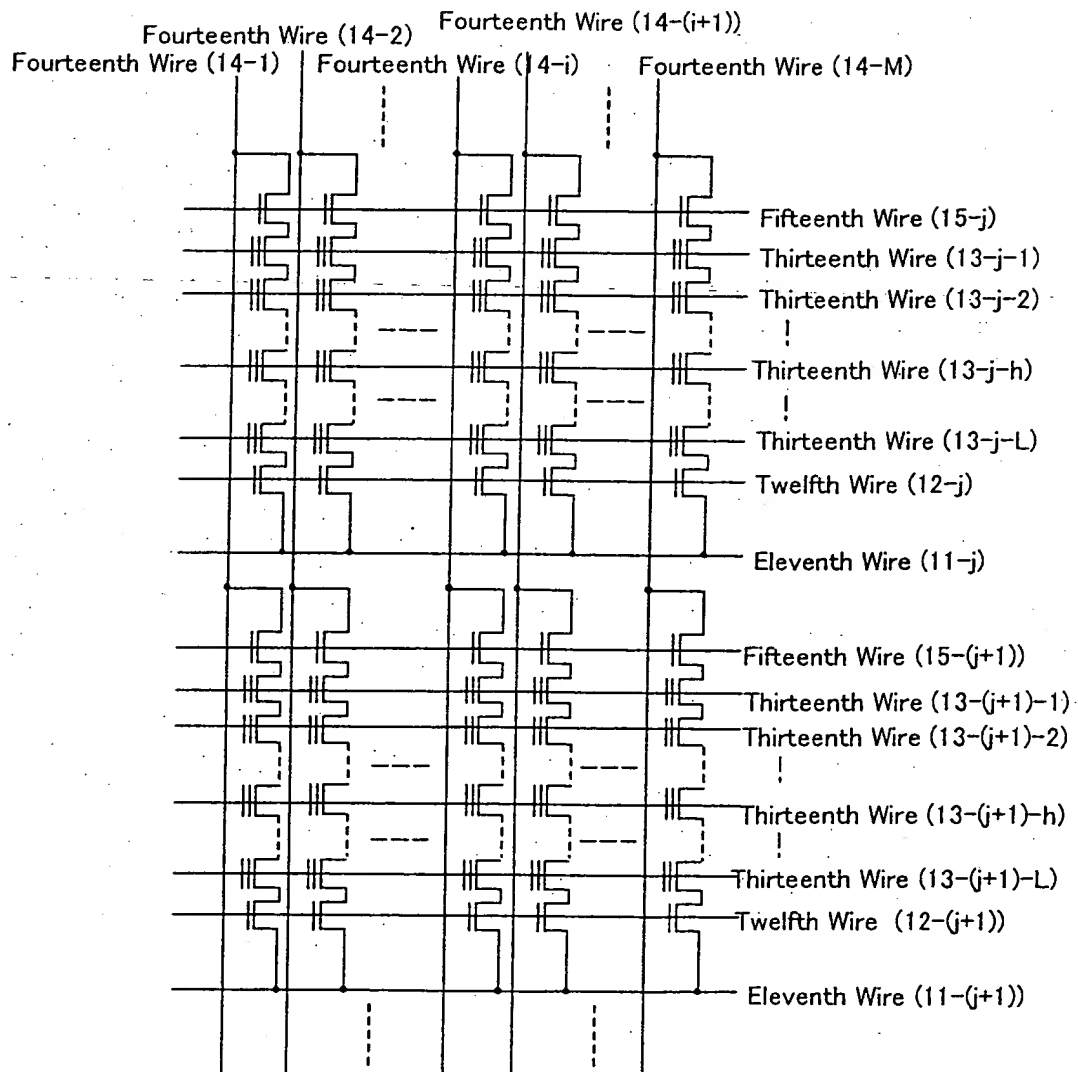 Fourteenth Wire (14-(i+1))
Fourteenth Wire (14-2)
Fourteenth Wire (14-1)
Fourteenth Wire (14-i)
Fourteenth Wire (14-M)
Fifteenth Wire (15-j)
Thirteenth Wire (13-j-1)
Thirteenth Wire (13-j-2)
Thirteenth Wire (13-j-h)
Thirteenth Wire (13-j-L)
Twelfth Wire (12-j)
Eleventh Wire (11-j)
Fifteenth Wire (15-(j+1))
Thirteenth Wire (13-(j+1)-1)
Thirteenth Wire (13-(j+1)-2)
Thirteenth Wire (13-(j+1)-h)
Thirteenth Wire (13-(j+1)-L)
Twelfth Wire (12-(j+1))
Eleventh Wire (11-(j+1))